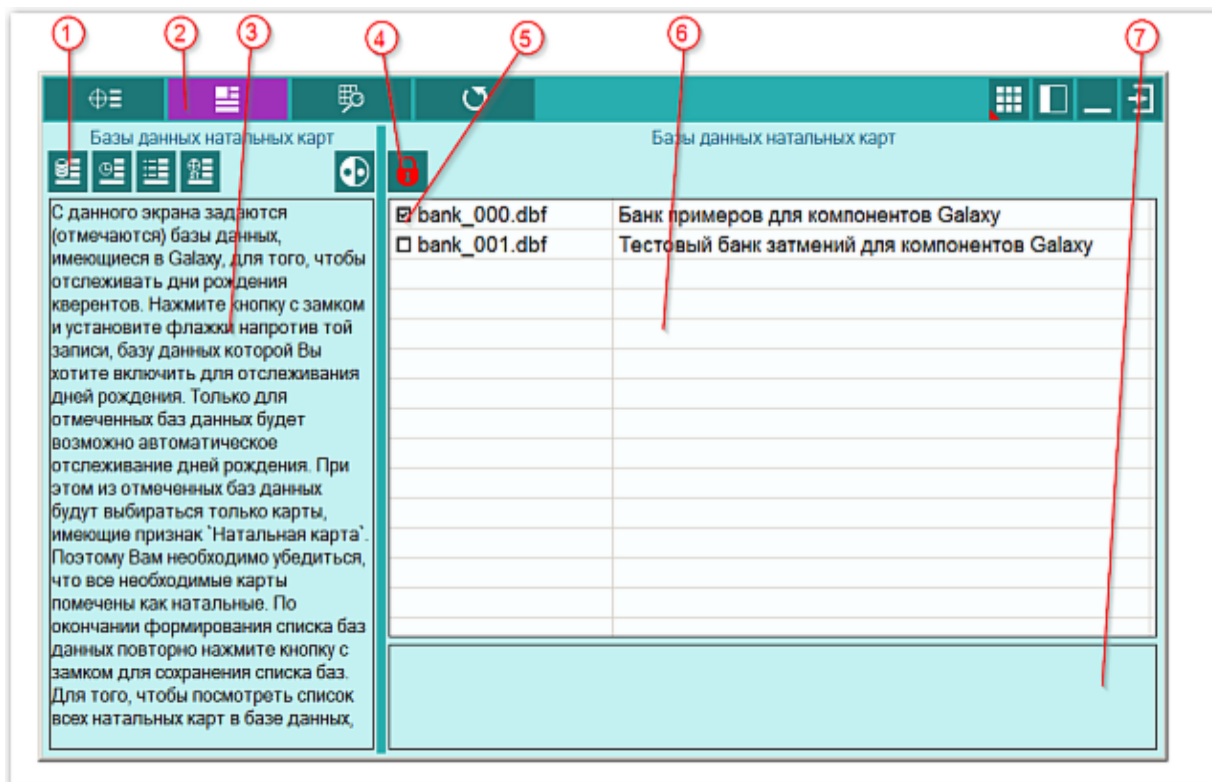 1
2
3
4
5
6
7
Базы данных натальных карт
Базы данных натальных карт
С данного экрана задаются
(отмечаются) базы данных,
имеющиеся в Galaxy, для того, чтобы
отслеживать дни рождения
кверентов. Нажмите кнопку с замком
и установите флажки напротив той
записи, базу данных которой Вы
хотите включить для отслеживания
дней рождения. Только для
отмеченных баз данных будет
возможно автоматическое
отслеживание дней рождения. При
этом из отмеченных баз данных
будут выбираться только карты,
имеющие признак `Натальная карта`.
Поэтому Вам необходимо убедиться,
что все необходимые карты
помечены как натальные. По
окончании формирования списка баз
данных повторно нажмите кнопку с
замком для сохранения списка баз.
Для того, чтобы посмотреть список
всех натальных карт в базе данных,
bank_000.dbf Банк примеров для компонентов Galaxy
bank_001.dbf Тестовый банк затмений для компонентов Galaxy